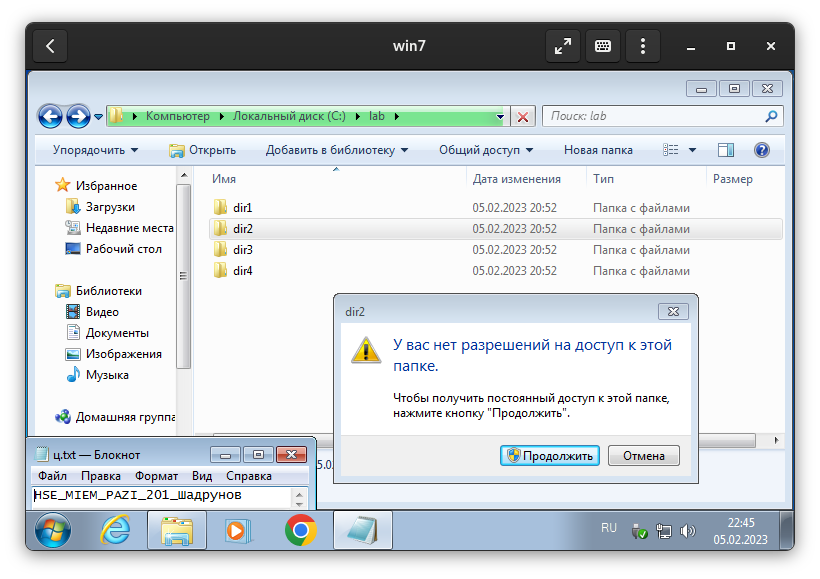 win7
Компьютер Локальный диск (C:) lab
Поиск: lab
Упорядочить Открыть Добавить в библиотеку Общий доступ Новая папка
Имя Дата изменения Тип Размер
Избранное
Загрузки
Недавние места
Рабочий стол
Библиотеки
Видео
Документы
Изображения
Музыка
Домашняя группа
dir1 05.02.2023 20:52 Папка с файлами
dir2 05.02.2023 20:52 Папка с файлами
dir3 05.02.2023 20:52 Папка с файлами
dir4 05.02.2023 20:52 Папка с файлами
dir2
У вас нет разрешений на доступ к этой
папке.
Чтобы получить постоянный доступ к этой папке,
нажмите кнопку "Продолжить".
Продолжить Отмена
ц.txt — Блокнот
Файл Правка Формат Вид Справка
HSE_MIEM_PAZI_201_Шадрунов
RU
22:45
05.02.2023